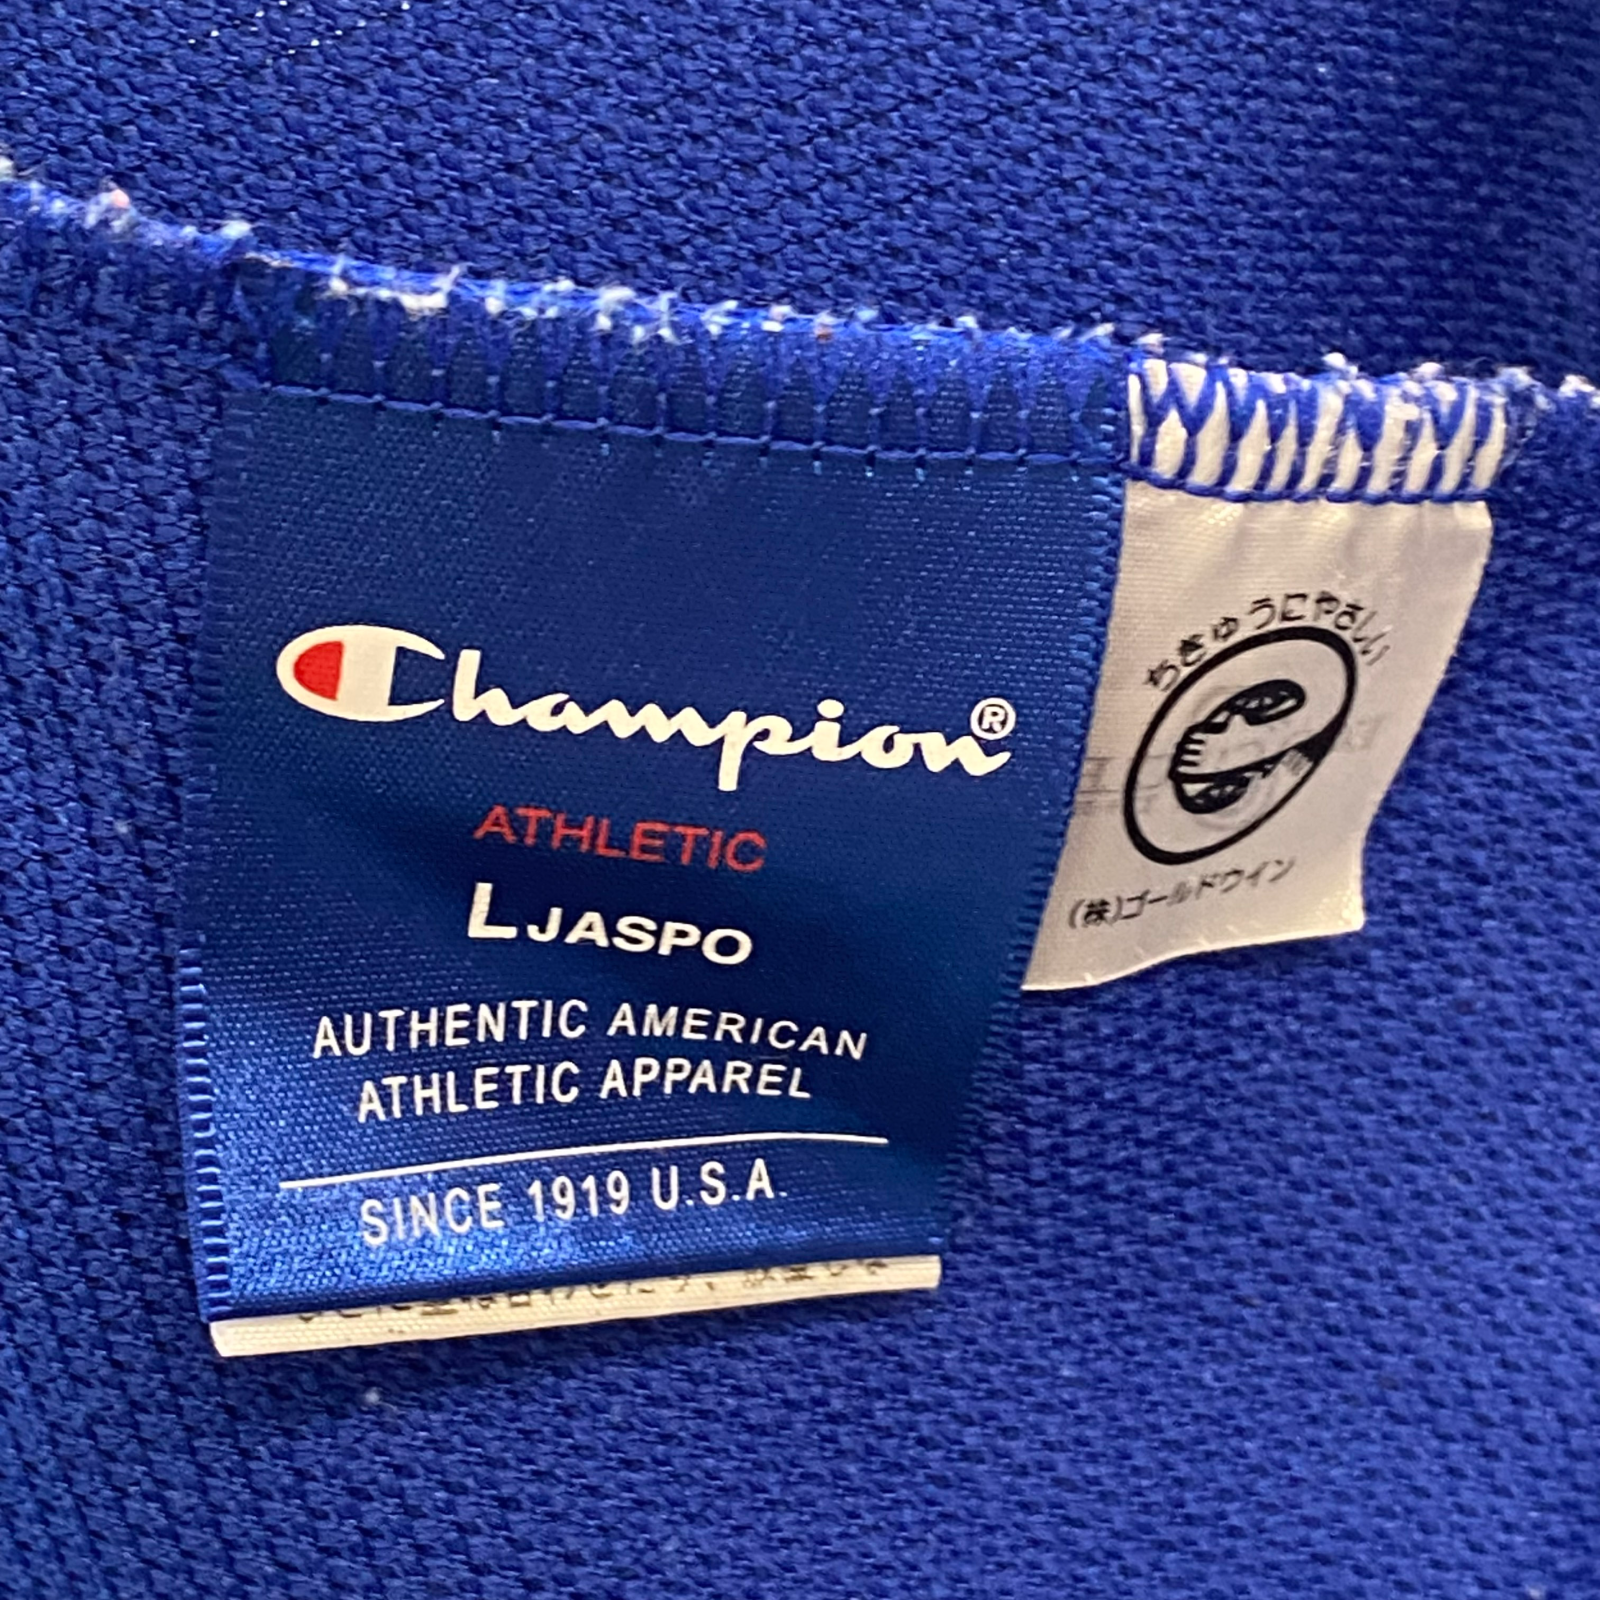 Champion®
ATHLETIC
L JASPO
AUTHENTIC AMERICAN
ATHLETIC APPAREL
SINCE 1919 U.S.A.
ちきゅうにやさしい
(株)ゴールドウイン